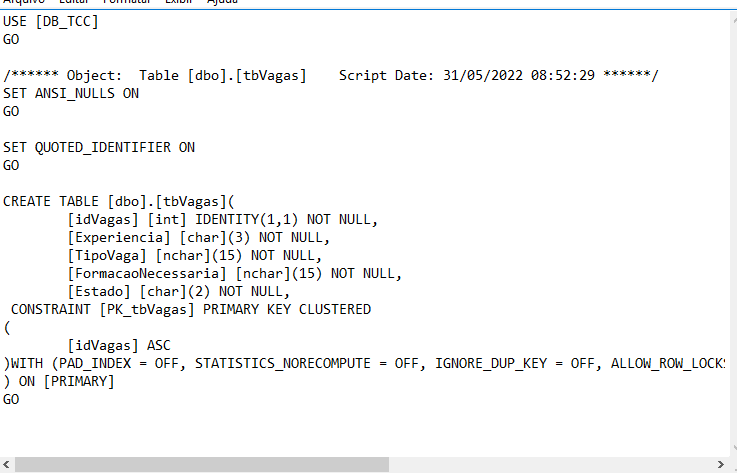 Arquivo Editar Formatar Exibir Ajuda
USE [DB_TCC]
GO
/****** Object:  Table [dbo].[tbVagas]    Script Date: 31/05/2022 08:52:29 ******/
SET ANSI_NULLS ON
GO
SET QUOTED_IDENTIFIER ON
GO
CREATE TABLE [dbo].[tbVagas](
        [idVagas] [int] IDENTITY(1,1) NOT NULL,
        [Experiencia] [char](3) NOT NULL,
        [TipoVaga] [nchar](15) NOT NULL,
        [FormacaoNecessaria] [nchar](15) NOT NULL,
        [Estado] [char](2) NOT NULL,
 CONSTRAINT [PK_tbVagas] PRIMARY KEY CLUSTERED
(
        [idVagas] ASC
)WITH (PAD_INDEX = OFF, STATISTICS_NORECOMPUTE = OFF, IGNORE_DUP_KEY = OFF, ALLOW_ROW_LOCKS
) ON [PRIMARY]
GO